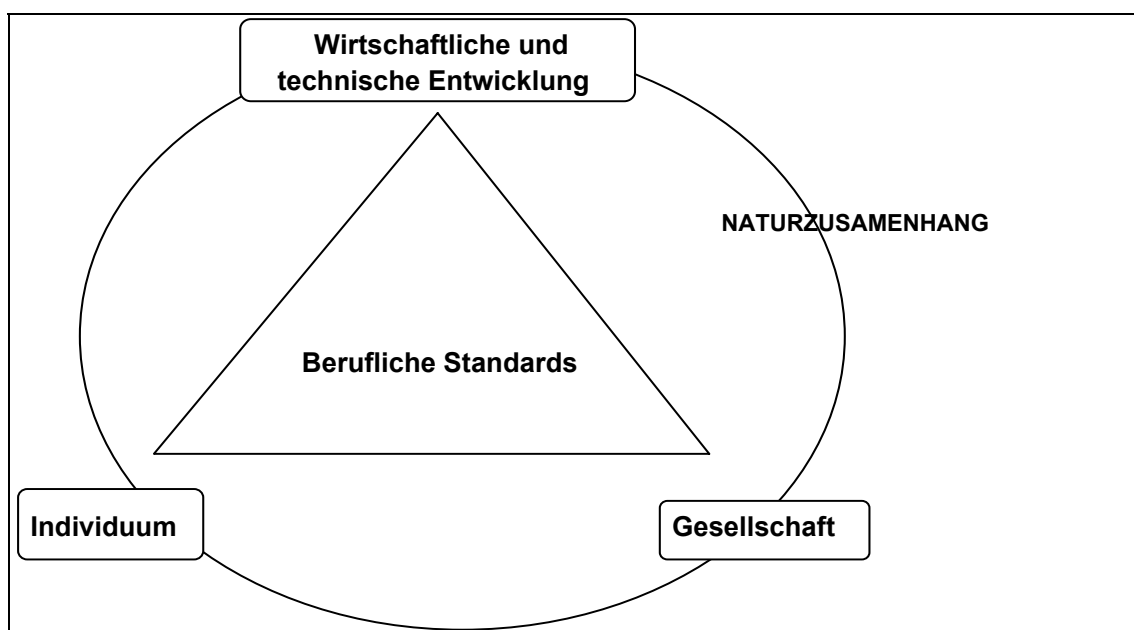 Wirtschaftliche und
technische Entwicklung
NATURZUSAMENHANG
Berufliche Standards
Individuum
Gesellschaft